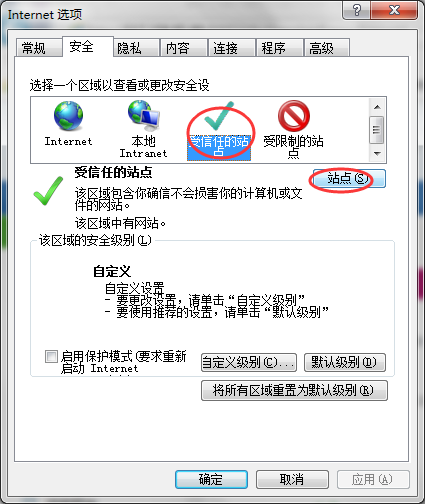 Internet 选项
常规 安全 隐私 内容 连接 程序 高级
选择一个区域以查看或更改安全设
Internet
本地
Intranet
受信任的站
点
受限制的站
点
受信任的站点
站点(S)
该区域包含你确信不会损害你的计算机或文
件的网站。
该区域中有网站。
该区域的安全级别(L)
自定义
自定义设置
- 要更改设置,请单击“自定义级别”
- 要使用推荐的设置,请单击“默认级别”
启用保护模式(要求重新
启动 Internet
自定义级别(C)...
默认级别(D)
将所有区域重置为默认级别(R)
确定
取消
应用(A)